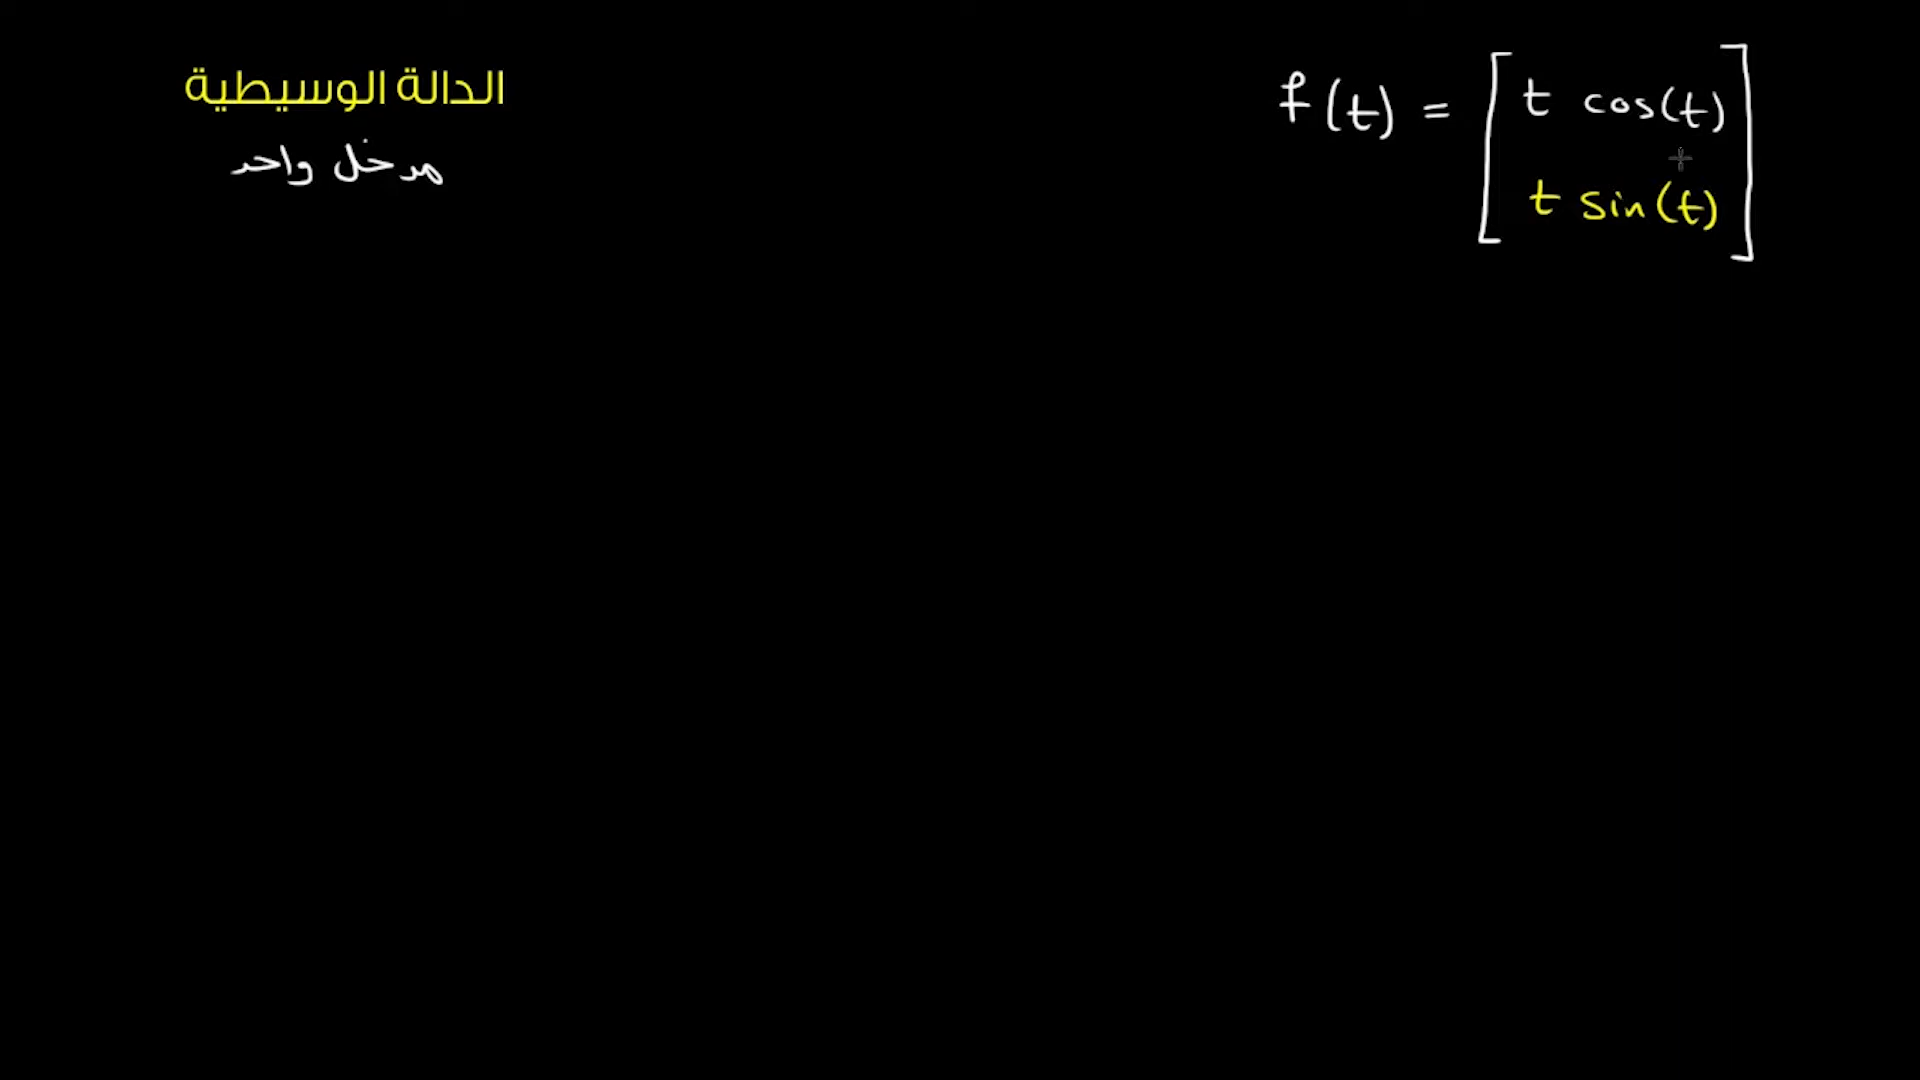 الدالة الوسيطية
مدخل واحد
f(t) = [t cos(t)
t sin(t)]